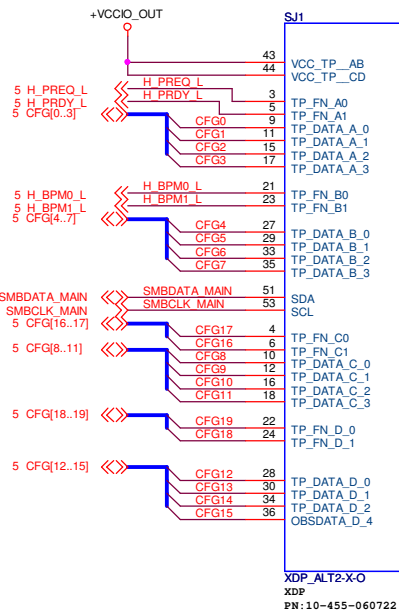 +VCCIO_OUT
SJ1
43 VCC_TP__AB
44 VCC_TP__CD
5 H_PREQ_L H_PREQ_L 3 TP_FN_A0
5 H_PRDY_L H_PRDY_L 5 TP_FN_A1
5 CFG[0..3] CFG0 9 TP_DATA_A_0
CFG1 11 TP_DATA_A_1
CFG2 15 TP_DATA_A_2
CFG3 17 TP_DATA_A_3
5 H_BPM0_L H_BPM0_L 21 TP_FN_B0
5 H_BPM1_L H_BPM1_L 23 TP_FN_B1
5 CFG[4..7] CFG4 27 TP_DATA_B_0
CFG5 29 TP_DATA_B_1
CFG6 33 TP_DATA_B_2
CFG7 35 TP_DATA_B_3
SMBDATA_MAIN SMBDATA_MAIN 51 SDA
SMBCLK_MAIN SMBCLK_MAIN 53 SCL
5 CFG[16..17] CFG17 4 TP_FN_C0
CFG16 6 TP_FN_C1
5 CFG[8..11] CFG8 10 TP_DATA_C_0
CFG9 12 TP_DATA_C_1
CFG10 16 TP_DATA_C_2
CFG11 18 TP_DATA_C_3
5 CFG[18..19] CFG19 22 TP_FN_D_0
CFG18 24 TP_FN_D_1
5 CFG[12..15] CFG12 28 TP_DATA_D_0
CFG13 30 TP_DATA_D_1
CFG14 34 TP_DATA_D_2
CFG15 36 OBSDATA_D_4
XDP_ALT2-X-O
XDP
PN:10-455-060722